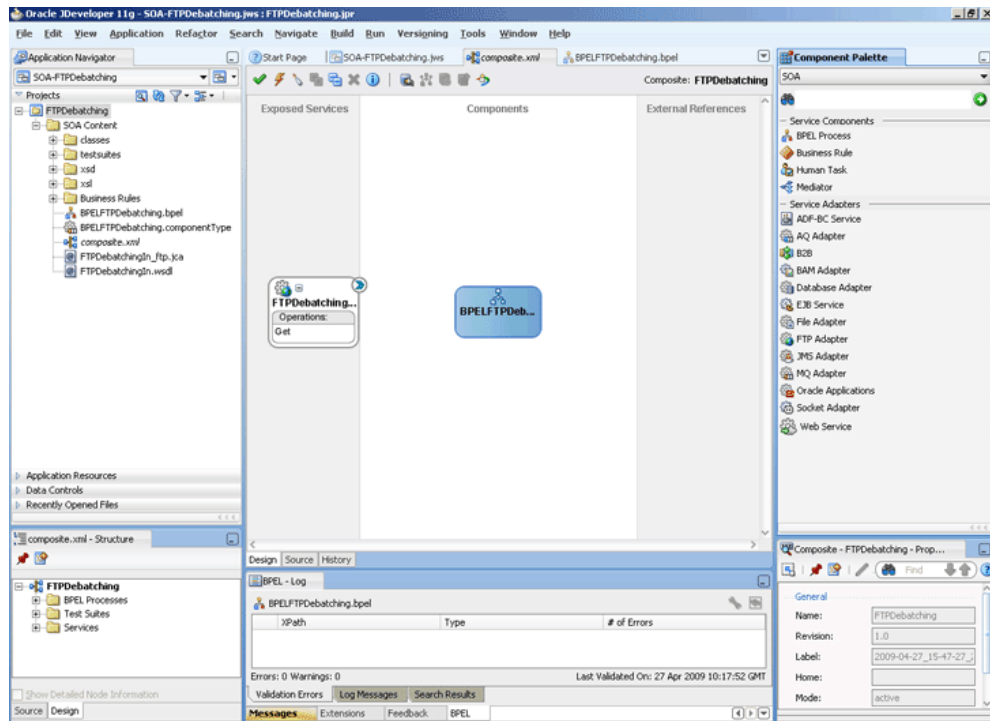 Oracle JDeveloper 11g - SOA-FTPDebatching.jws : FTPDebatching.jpr
File Edit View Application Refactor Search Navigate Build Run Versioning Tools Window Help
Application Navigator
SOA-FTPDebatching
Projects
FTPDebatching
SOA Content
classes
testsuites
xsd
xsl
Business Rules
BPELFTPDebatching.bpel
BPELFTPDebatching.componentType
composite.xml
FTPDebatchingIn_ftp.jca
FTPDebatchingIn.wsdl
Application Resources
Data Controls
Recently Opened Files
composite.xml - Structure
FTPDebatching
BPEL Processes
Test Suites
Services
Show Detailed Node Information
Source Design
Start Page SOA-FTPDebatching.jws composite.xml BPELFTPDebatching.bpel
Composite: FTPDebatching
Exposed Services Components External References
FTPDebatching...
Operations:
Get
BPELFTPDeb...
Design Source History
BPEL - Log
BPELFTPDebatching.bpel
XPath Type # of Errors
Errors: 0 Warnings: 0 Last Validated On: 27 Apr 2009 10:17:52 GMT
Validation Errors Log Messages Search Results
Messages Extensions Feedback BPEL
Component Palette
SOA
Service Components
BPEL Process
Business Rule
Human Task
Mediator
Service Adapters
ADF-BC Service
AQ Adapter
B2B
BAM Adapter
Database Adapter
EJB Service
File Adapter
FTP Adapter
JMS Adapter
MQ Adapter
Oracle Applications
Socket Adapter
Web Service
Composite - FTPDebatching - Prop...
Find
General
Name: FTPDebatching
Revision: 1.0
Label: 2009-04-27_15-47-27_
Home:
Mode: active